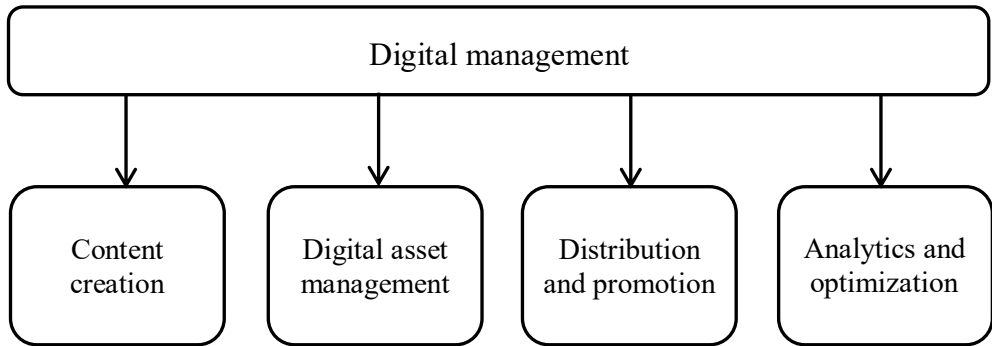 Digital management
Content
creation
Digital asset
management
Distribution
and promotion
Analytics and
optimization